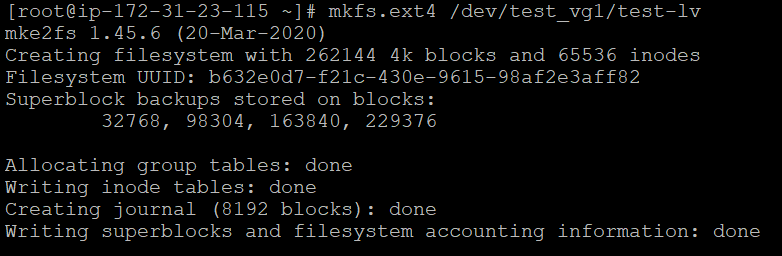 [root@ip-172-31-23-115 ~]# mkfs.ext4 /dev/test_vg1/test-lv
mke2fs 1.45.6 (20-Mar-2020)
Creating filesystem with 262144 4k blocks and 65536 inodes
Filesystem UUID: b632e0d7-f21c-430e-9615-98af2e3aff82
Superblock backups stored on blocks:
        32768, 98304, 163840, 229376

Allocating group tables: done
Writing inode tables: done
Creating journal (8192 blocks): done
Writing superblocks and filesystem accounting information: done